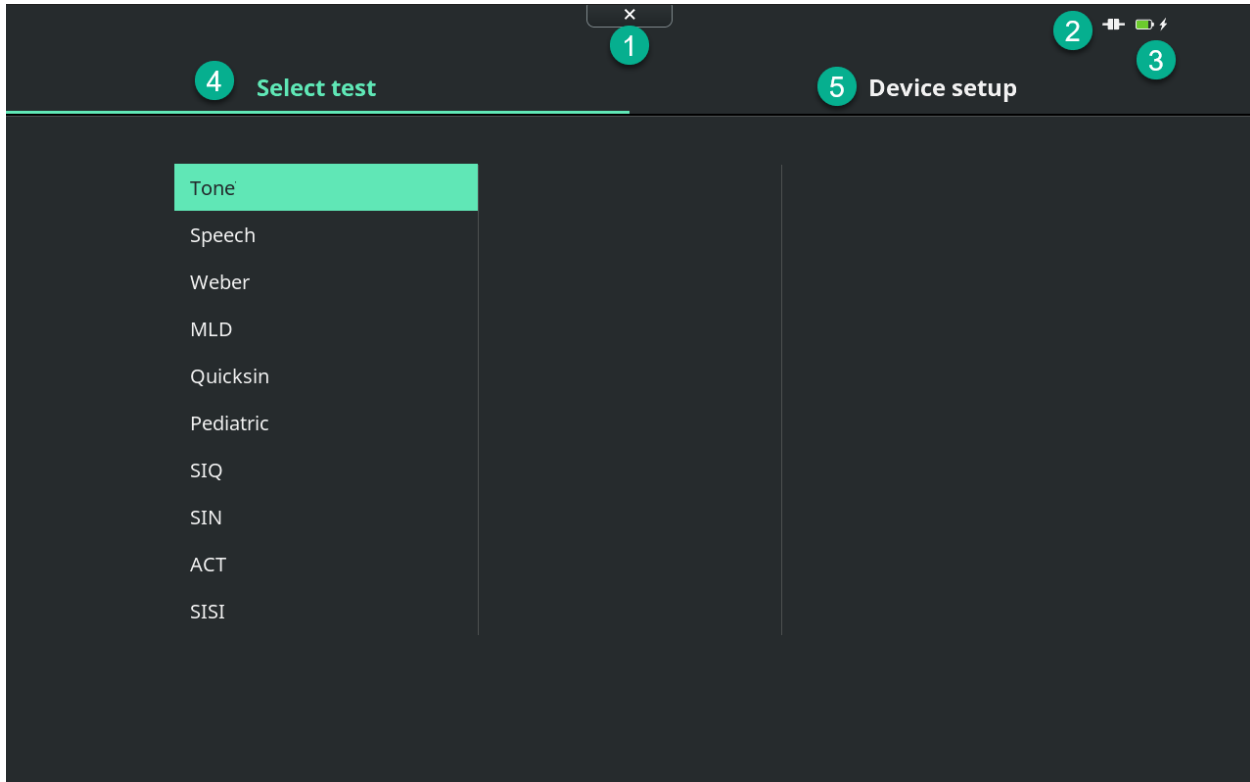 ×
1
2
3
4 Select test
5 Device setup
Tone
Speech
Weber
MLD
Quicksin
Pediatric
SIQ
SIN
ACT
SISI